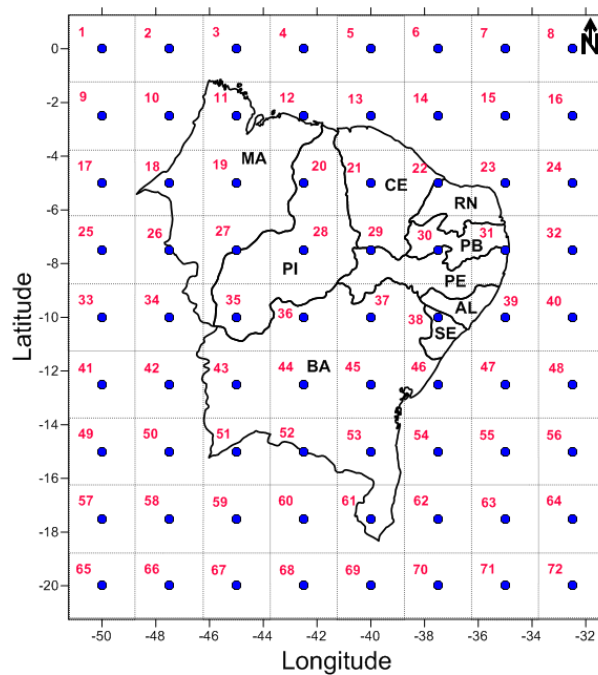 1 2 3 4 5 6 7 8 N
0
-2
9 10 11 12 13 14 15 16
-4
MA
17 18 19 20 21 CE 22 23 24
RN
-6
25 26 27 28 29 30 31 32
PB
PI
-8
PE
33 34 35 36 37 AL 39 40
38 SE
-10
-12
41 42 43 44 BA 45 46 47 48
-14
49 50 51 52 53 54 55 56
-16
57 58 59 60 61 62 63 64
-18
65 66 67 68 69 70 71 72
-20
Latitude
-50 -48 -46 -44 -42 -40 -38 -36 -34 -32
Longitude